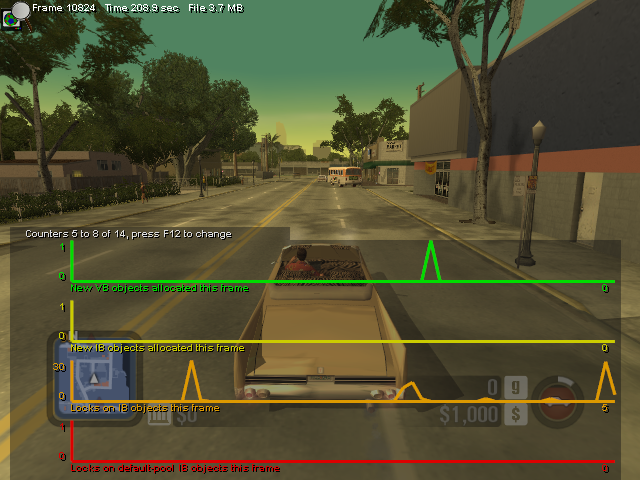 Frame 10824 Time 208.9 sec File 3.7 MB
Counters 5 to 8 of 14, press F12 to change
1
0
New VB objects allocated this frame
0
1
0
New IB objects allocated this frame
0
30
0
Locks on IB objects this frame
5
0 g
$0
$1,000 $
1
0
Locks on default-pool IB objects this frame
0